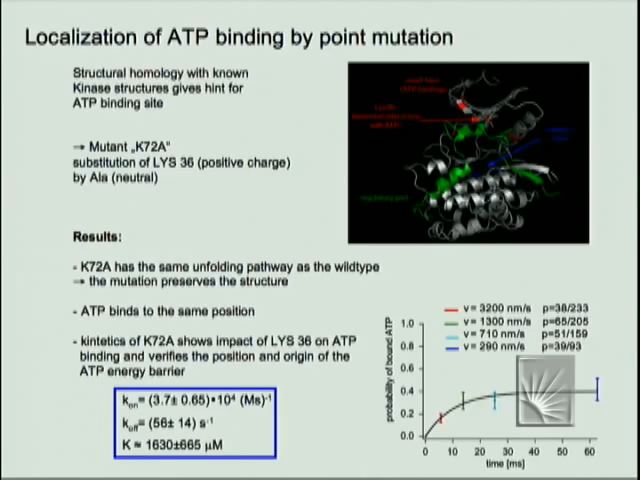 Localization of ATP binding by point mutation
Structural homology with known
Kinase structures gives hint for
ATP binding site
⇒ Mutant „K72A“
substitution of LYS 36 (positive charge)
by Ala (neutral)
Results:
- K72A has the same unfolding pathway as the wildtype
⇒ the mutation preserves the structure
- ATP binds to the same position
- kintetics of K72A shows impact of LYS 36 on ATP
binding and verifies the position and origin of the
ATP energy barrier
kon= (3.7± 0.65)•10⁴ (Ms)-1
koff= (56± 14) s-1
K = 1630±665 µM
regulatory part
v= 3200 nm/s p=38/233
v= 1300 nm/s p=65/205
v= 710 nm/s p=51/159
v= 290 nm/s p=39/93
probability of bound ATP
1.0
0.8
0.6
0.4
0.2
0.0
0 10 20 30 40 50 60
time [ms]